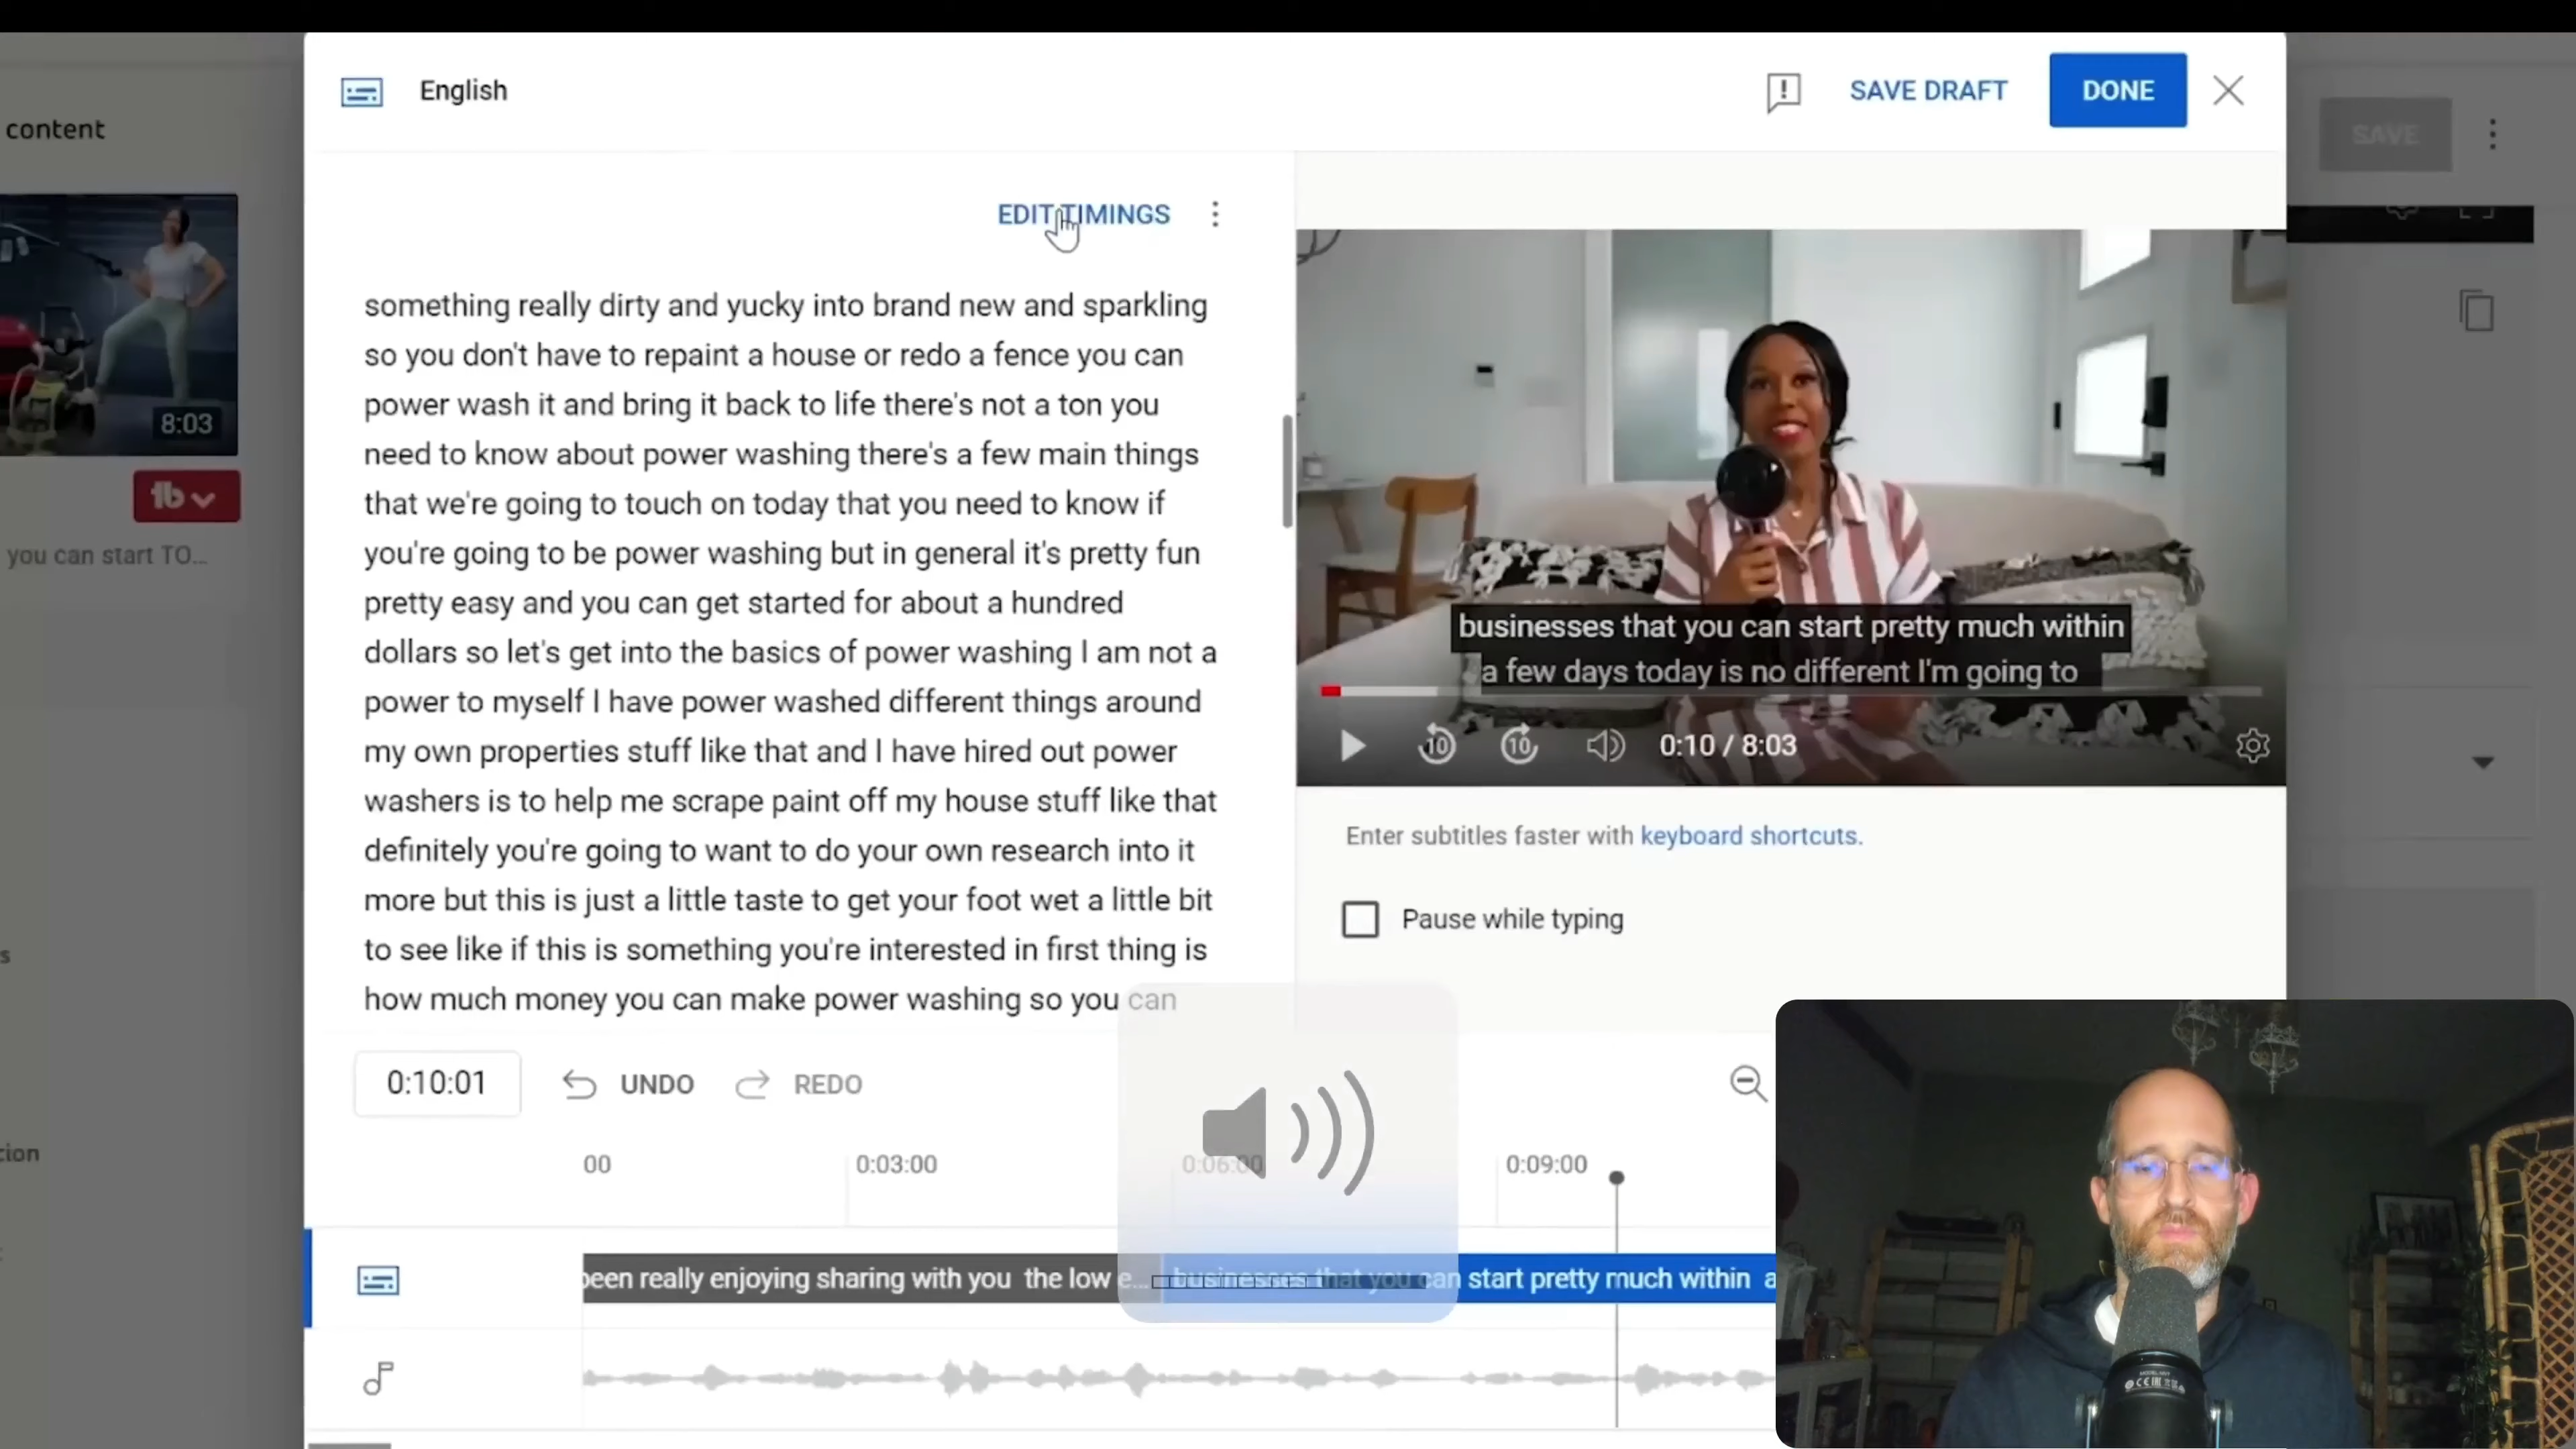 English
SAVE DRAFT
DONE
content
SAVE
EDIT TIMINGS
8:03
tb
you can start TO...
something really dirty and yucky into brand new and sparkling
so you don't have to repaint a house or redo a fence you can
power wash it and bring it back to life there's not a ton you
need to know about power washing there's a few main things
that we're going to touch on today that you need to know if
you're going to be power washing but in general it's pretty fun
pretty easy and you can get started for about a hundred
dollars so let's get into the basics of power washing I am not a
power to myself I have power washed different things around
my own properties stuff like that and I have hired out power
washers is to help me scrape paint off my house stuff like that
definitely you're going to want to do your own research into it
more but this is just a little taste to get your foot wet a little bit
to see like if this is something you're interested in first thing is
how much money you can make power washing so you can
businesses that you can start pretty much within
a few days today is no different I'm going to
10
10
0:10 / 8:03
Enter subtitles faster with keyboard shortcuts.
Pause while typing
s
tion
0:10:01
UNDO
REDO
00
0:03:00
0:06:00
0:09:00
been really enjoying sharing with you the low e...
businesses that you can start pretty much within a